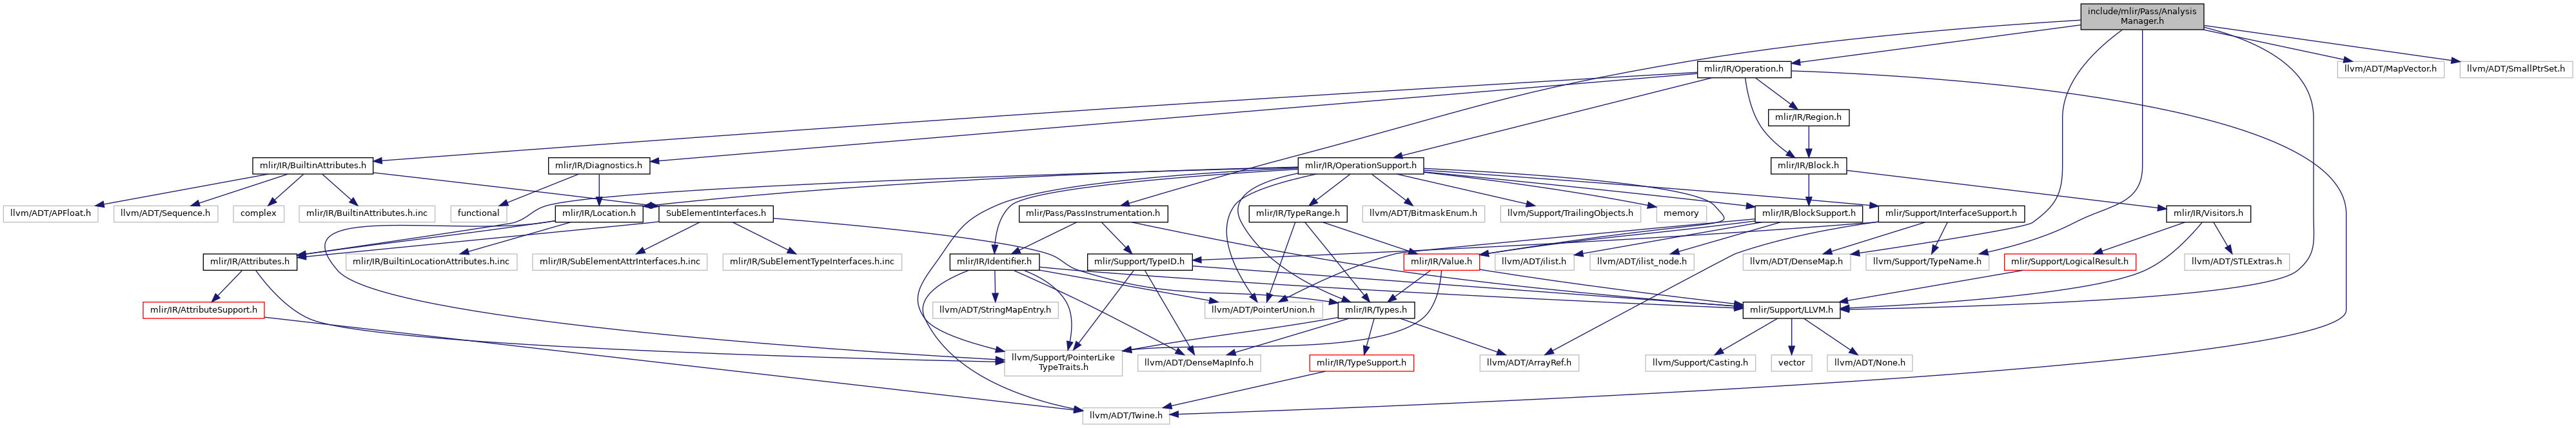 include/mlir/Pass/Analysis
Manager.h
mlir/IR/Operation.h
llvm/ADT/MapVector.h
llvm/ADT/SmallPtrSet.h
mlir/IR/Region.h
mlir/IR/BuiltinAttributes.h
mlir/IR/Diagnostics.h
mlir/IR/OperationSupport.h
mlir/IR/Block.h
llvm/ADT/APFloat.h
llvm/ADT/Sequence.h
complex
mlir/IR/BuiltinAttributes.h.inc
functional
mlir/IR/Location.h
SubElementInterfaces.h
mlir/Pass/PassInstrumentation.h
mlir/IR/TypeRange.h
llvm/ADT/BitmaskEnum.h
llvm/Support/TrailingObjects.h
memory
mlir/IR/BlockSupport.h
mlir/Support/InterfaceSupport.h
mlir/IR/Visitors.h
mlir/IR/Attributes.h
mlir/IR/BuiltinLocationAttributes.h.inc
mlir/IR/SubElementAttrInterfaces.h.inc
mlir/IR/SubElementTypeInterfaces.h.inc
mlir/IR/Identifier.h
mlir/Support/TypeID.h
mlir/IR/Value.h
llvm/ADT/ilist.h
llvm/ADT/ilist_node.h
llvm/ADT/DenseMap.h
llvm/Support/TypeName.h
mlir/Support/LogicalResult.h
llvm/ADT/STLExtras.h
mlir/IR/AttributeSupport.h
llvm/ADT/StringMapEntry.h
llvm/ADT/PointerUnion.h
mlir/IR/Types.h
mlir/Support/LLVM.h
llvm/Support/PointerLike
TypeTraits.h
llvm/ADT/DenseMapInfo.h
mlir/IR/TypeSupport.h
llvm/ADT/ArrayRef.h
llvm/Support/Casting.h
vector
llvm/ADT/None.h
llvm/ADT/Twine.h